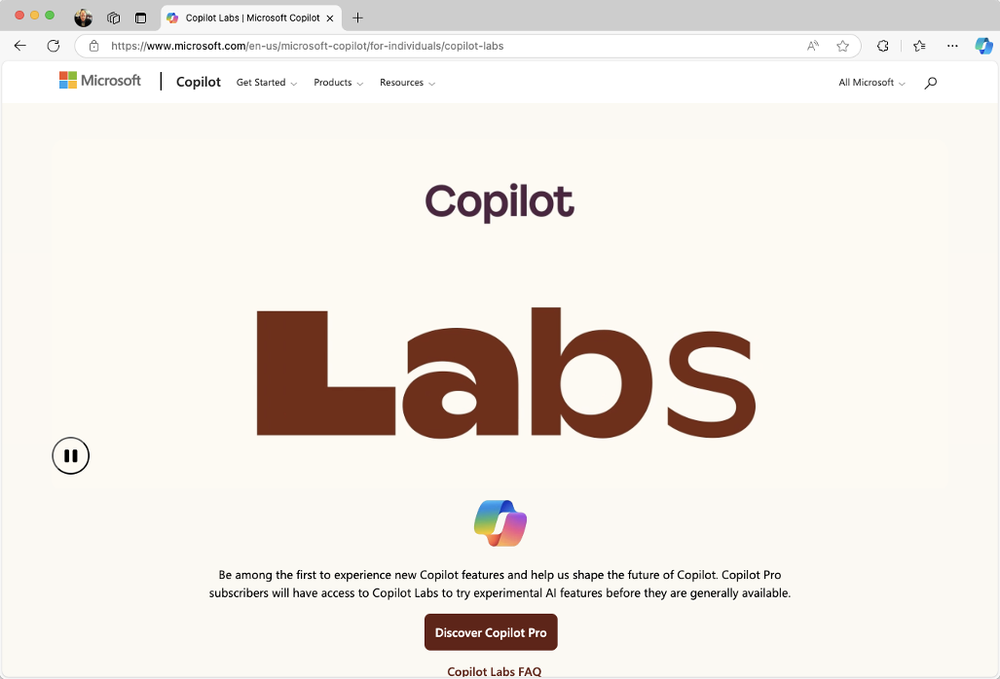 Copilot Labs | Microsoft Copilot
https://www.microsoft.com/en-us/microsoft-copilot/for-individuals/copilot-labs
Microsoft Copilot Get Started Products Resources All Microsoft
Copilot
Labs
Be among the first to experience new Copilot features and help us shape the future of Copilot. Copilot Pro
subscribers will have access to Copilot Labs to try experimental AI features before they are generally available.
Discover Copilot Pro
Copilot Labs FAQ